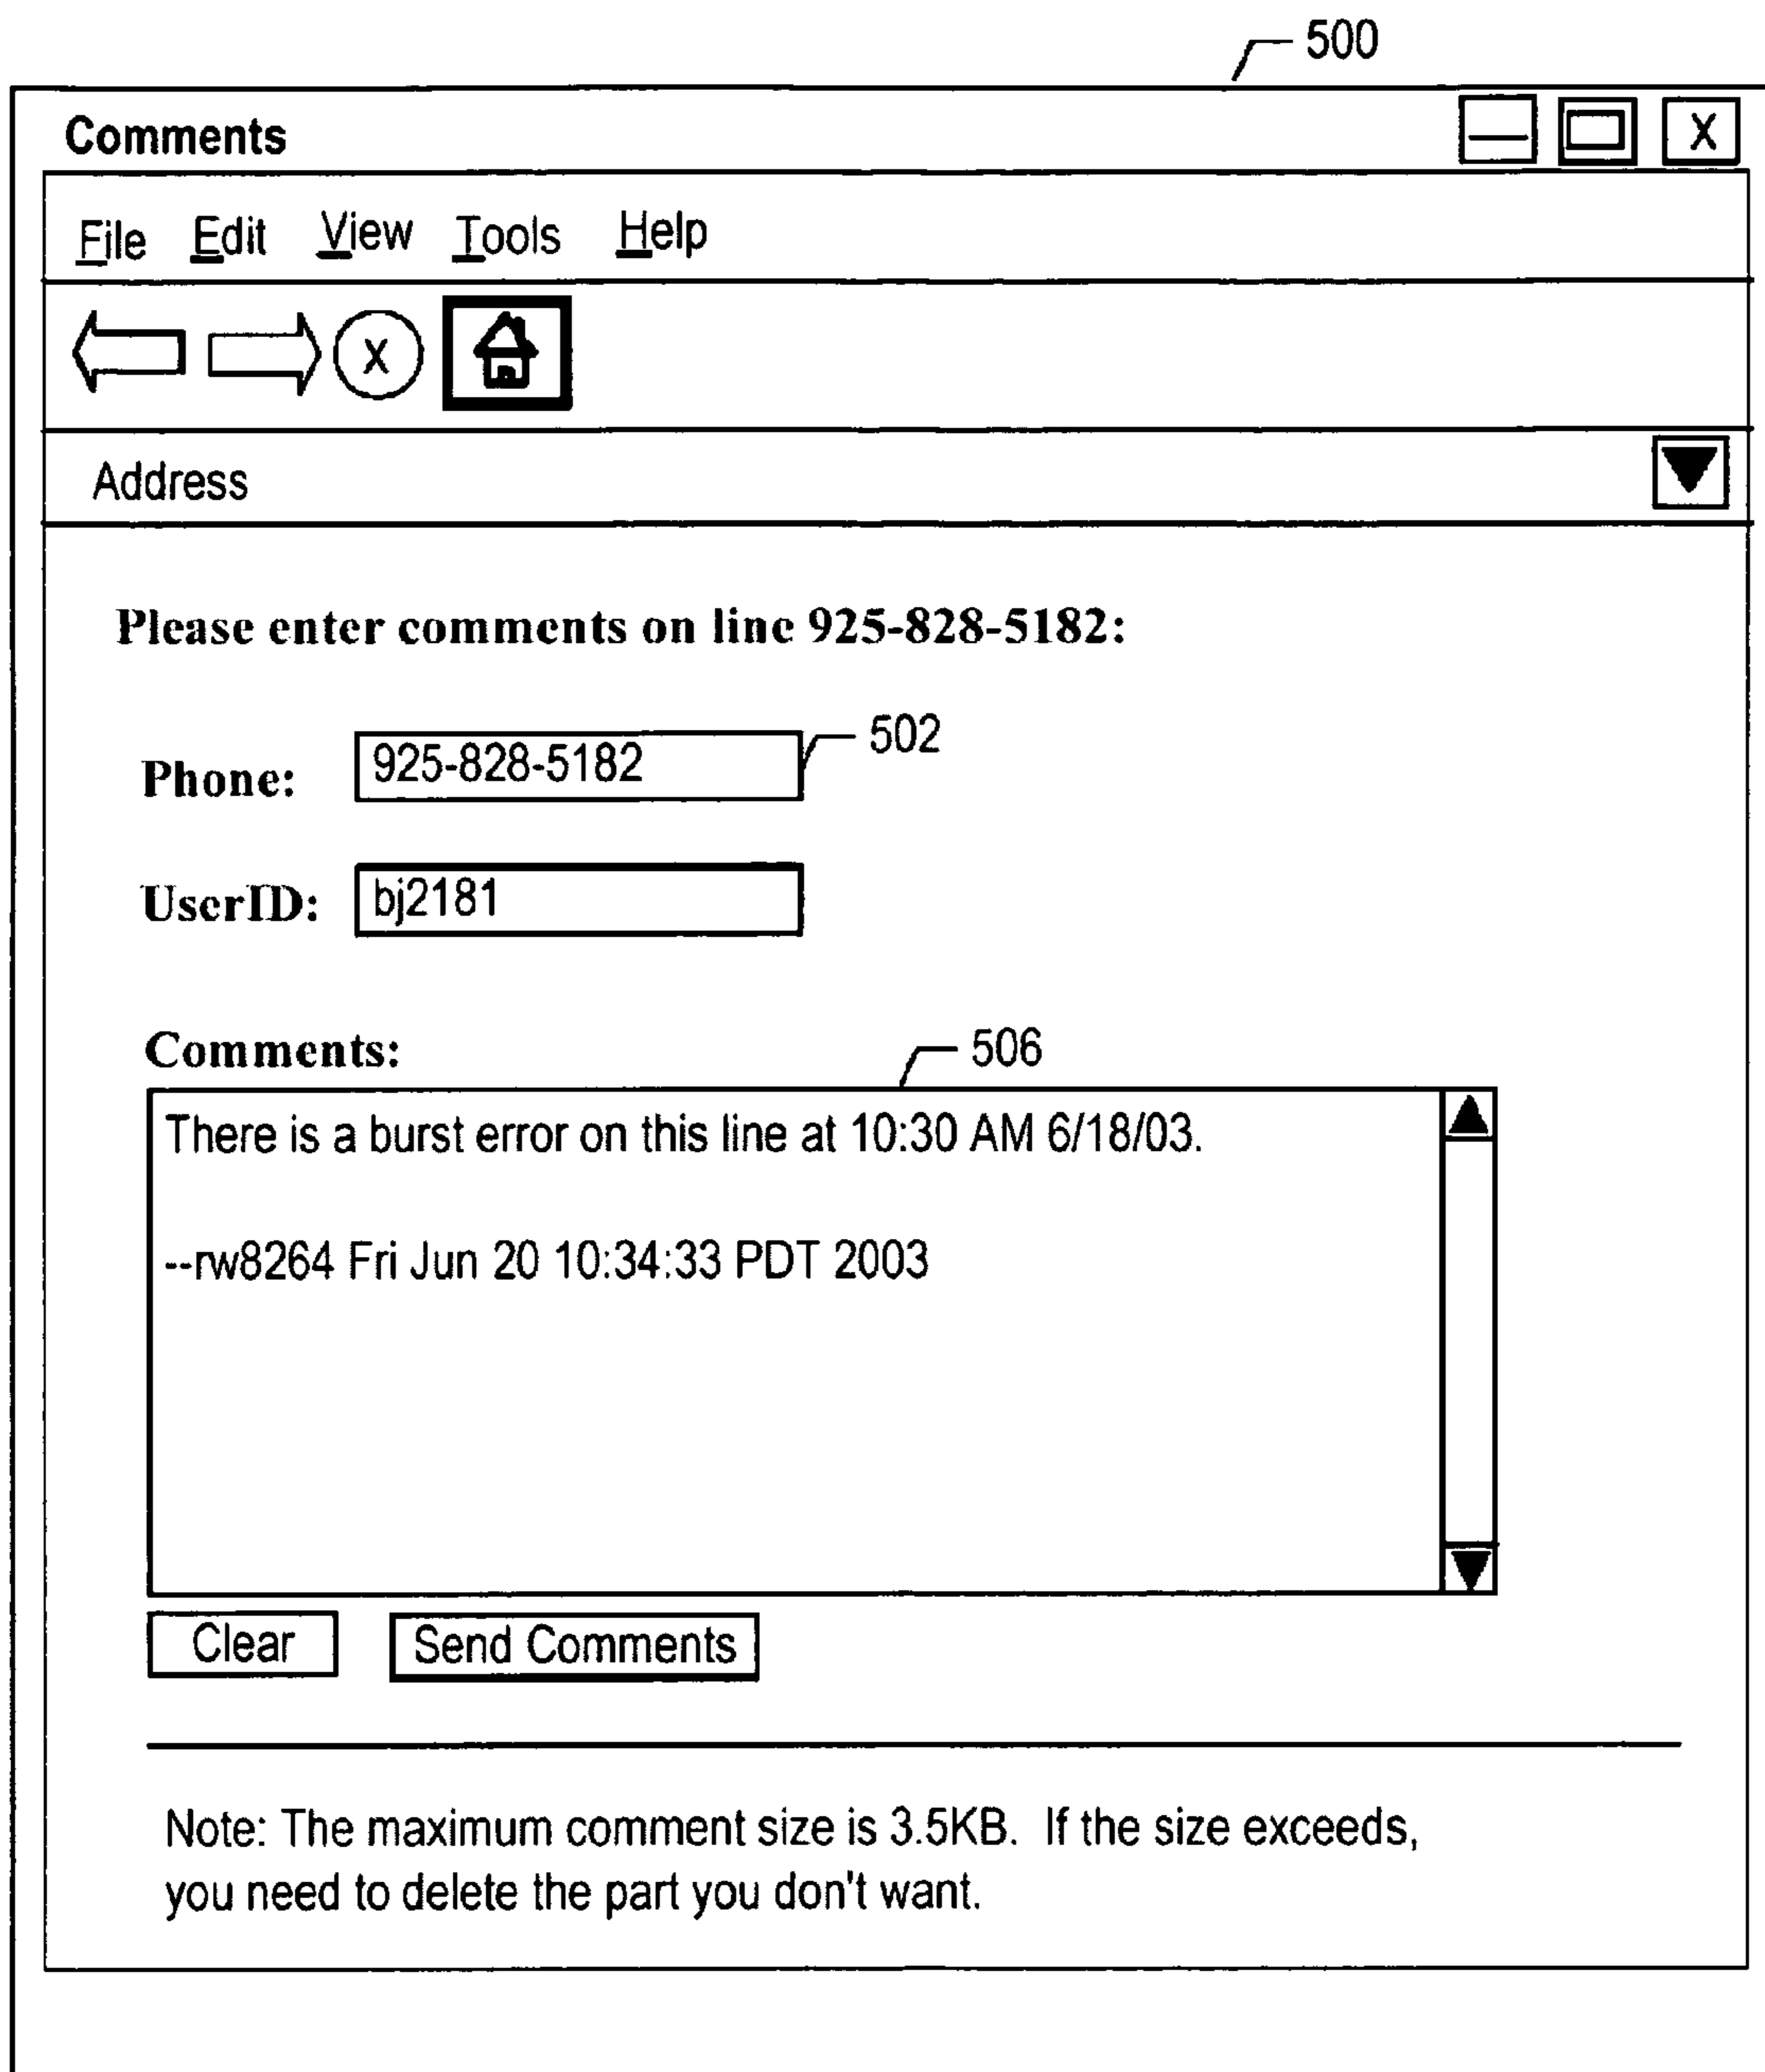 500
Comments
X
File Edit View Tools Help
X
Address
Please enter comments on line 925-828-5182:
Phone: 925-828-5182 502
UserID: bj2181
Comments: 506
There is a burst error on this line at 10:30 AM 6/18/03.
--rw8264 Fri Jun 20 10:34:33 PDT 2003
Clear Send Comments
Note: The maximum comment size is 3.5KB. If the size exceeds,
you need to delete the part you don't want.